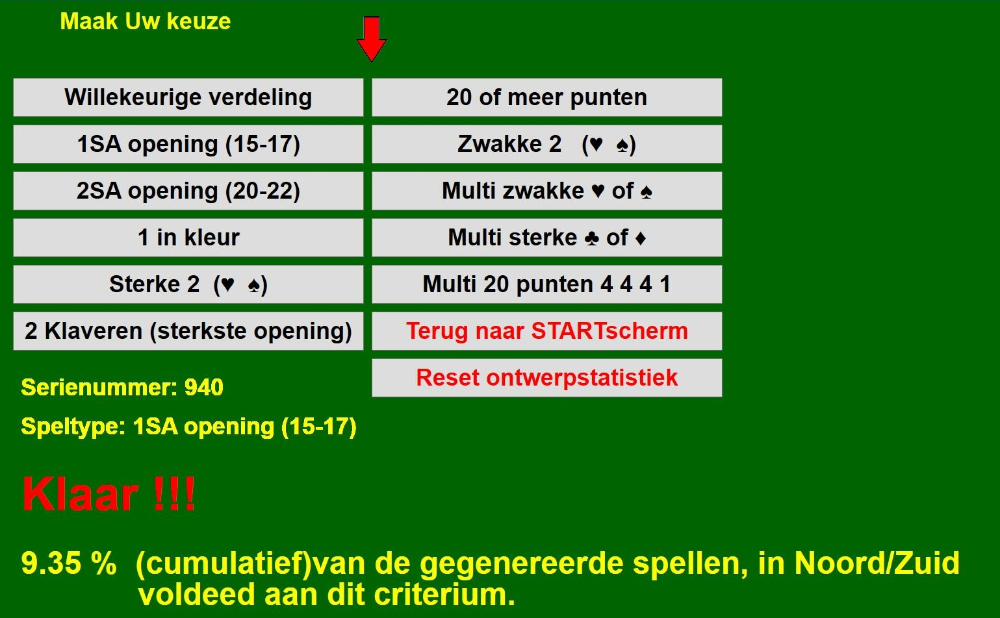 Maak Uw keuze
Willekeurige verdeling
20 of meer punten
1SA opening (15-17)
Zwakke 2 (♥ ♠)
2SA opening (20-22)
Multi zwakke ♥ of ♠
1 in kleur
Multi sterke ♣ of ♦
Sterke 2 (♥ ♠)
Multi 20 punten 4 4 4 1
2 Klaveren (sterkste opening)
Terug naar STARTscherm
Reset ontwerpstatistiek
Serienummer: 940
Speltype: 1SA opening (15-17)
Klaar !!!
9.35 % (cumulatief)van de gegenereerde spellen, in Noord/Zuid
voldeed aan dit criterium.